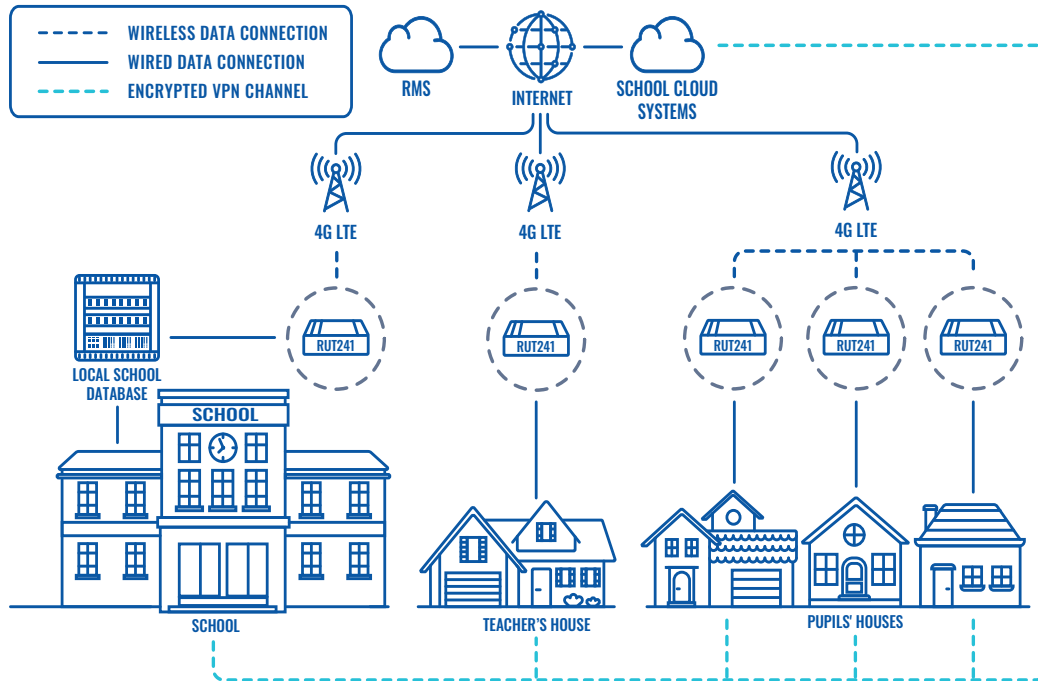 WIRELESS DATA CONNECTION
WIRED DATA CONNECTION
ENCRYPTED VPN CHANNEL
RMS
INTERNET
SCHOOL CLOUD
SYSTEMS
4G LTE
4G LTE
4G LTE
RUT241
RUT241
RUT241
RUT241
RUT241
LOCAL SCHOOL
DATABASE
SCHOOL
SCHOOL
TEACHER'S HOUSE
PUPILS' HOUSES